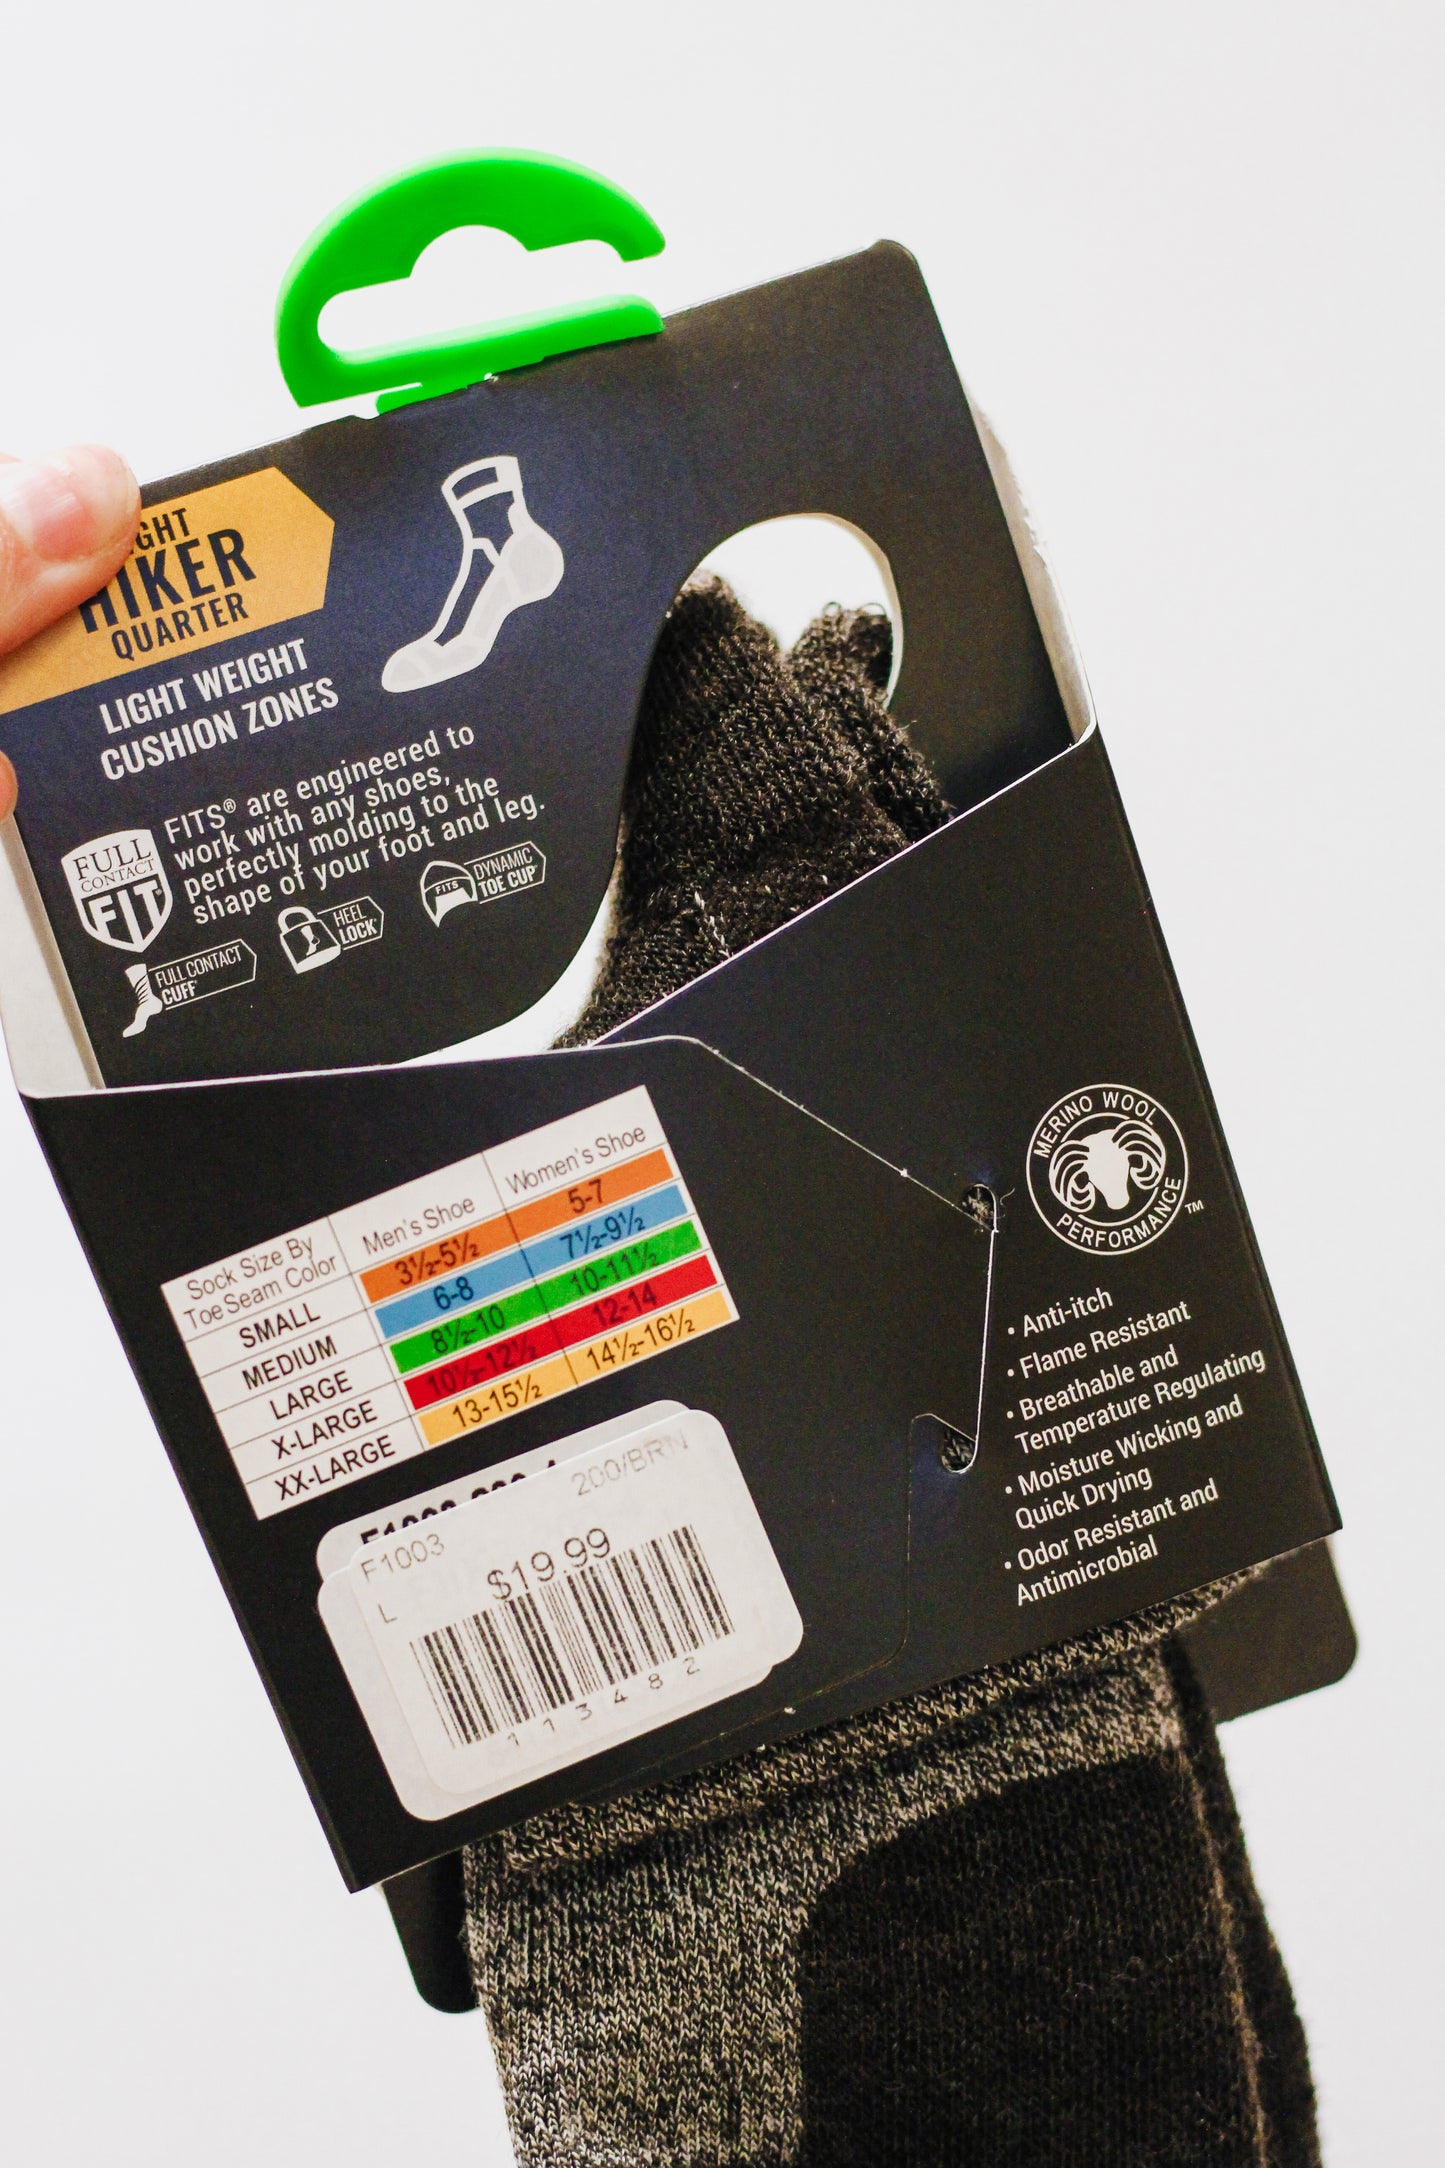 HIKER
QUARTER
LIGHT WEIGHT
CUSHION ZONES
FITS® are engineered to
work with any shoes,
perfectly molding to the
shape of your foot and leg.
FULL
CONTACT
FIT
FULL CONTACT
CUFF
HEEL
LOCK
FITS
DYNAMIC
TOE CUP
Sock Size By
Toe Seam Color
Men's Shoe
Women's Shoe
SMALL 3½-5½ 5-7
MEDIUM 6-8 7½-9½
LARGE 8½-10 10-11½
X-LARGE 10½-12½ 12-14
XX-LARGE 13-15½ 14½-16½
F1003 200/BRN
L $19.99
113482
MERINO WOOL
PERFORMANCE ™
• Anti-itch
• Flame Resistant
• Breathable and
Temperature Regulating
• Moisture Wicking and
Quick Drying
• Odor Resistant and
Antimicrobial